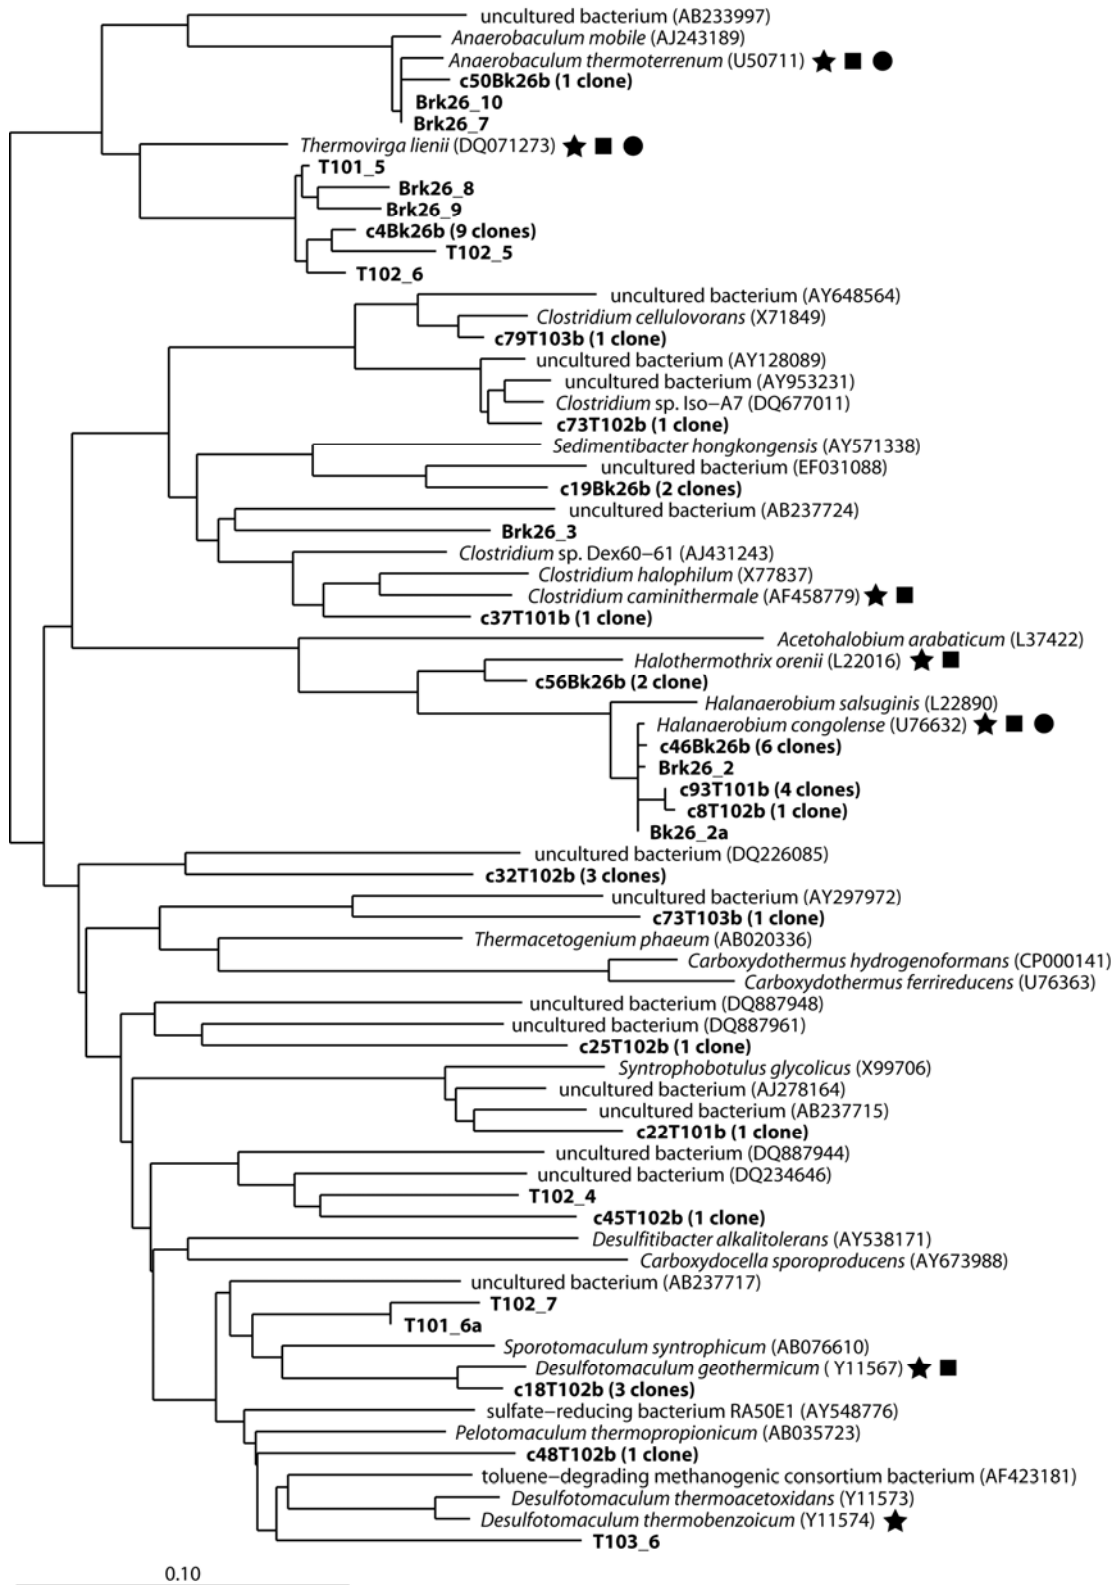 uncultured bacterium (AB233997)
Anaerobaculum mobile (AJ243189)
Anaerobaculum thermoterrenum (U50711)
c50Bk26b (1 clone)
Brk26_10
Brk26_7
Thermovirga lienii (DQ071273)
T101_5
Brk26_8
Brk26_9
c4Bk26b (9 clones)
T102_5
T102_6
uncultured bacterium (AY648564)
Clostridium cellulovorans (X71849)
c79T103b (1 clone)
uncultured bacterium (AY128089)
uncultured bacterium (AY953231)
Clostridium sp. Iso−A7 (DQ677011)
c73T102b (1 clone)
Sedimentibacter hongkongensis (AY571338)
uncultured bacterium (EF031088)
c19Bk26b (2 clones)
uncultured bacterium (AB237724)
Brk26_3
Clostridium sp. Dex60−61 (AJ431243)
Clostridium halophilum (X77837)
Clostridium caminithermale (AF458779)
c37T101b (1 clone)
Acetohalobium arabaticum (L37422)
Halothermothrix orenii (L22016)
c56Bk26b (2 clone)
Halanaerobium salsuginis (L22890)
Halanaerobium congolense (U76632)
c46Bk26b (6 clones)
Brk26_2
c93T101b (4 clones)
c8T102b (1 clone)
Bk26_2a
uncultured bacterium (DQ226085)
c32T102b (3 clones)
uncultured bacterium (AY297972)
c73T103b (1 clone)
Thermacetogenium phaeum (AB020336)
Carboxydothermus hydrogenoformans (CP000141)
Carboxydothermus ferrireducens (U76363)
uncultured bacterium (DQ887948)
uncultured bacterium (DQ887961)
c25T102b (1 clone)
Syntrophobotulus glycolicus (X99706)
uncultured bacterium (AJ278164)
uncultured bacterium (AB237715)
c22T101b (1 clone)
uncultured bacterium (DQ887944)
uncultured bacterium (DQ234646)
T102_4
c45T102b (1 clone)
Desulfitibacter alkalitolerans (AY538171)
Carboxydocella sporoproducens (AY673988)
uncultured bacterium (AB237717)
T102_7
T101_6a
Sporotomaculum syntrophicum (AB076610)
Desulfotomaculum geothermicum ( Y11567)
c18T102b (3 clones)
sulfate−reducing bacterium RA50E1 (AY548776)
Pelotomaculum thermopropionicum (AB035723)
c48T102b (1 clone)
toluene−degrading methanogenic consortium bacterium (AF423181)
Desulfotomaculum thermoacetoxidans (Y11573)
Desulfotomaculum thermobenzoicum (Y11574)
T103_6
0.10